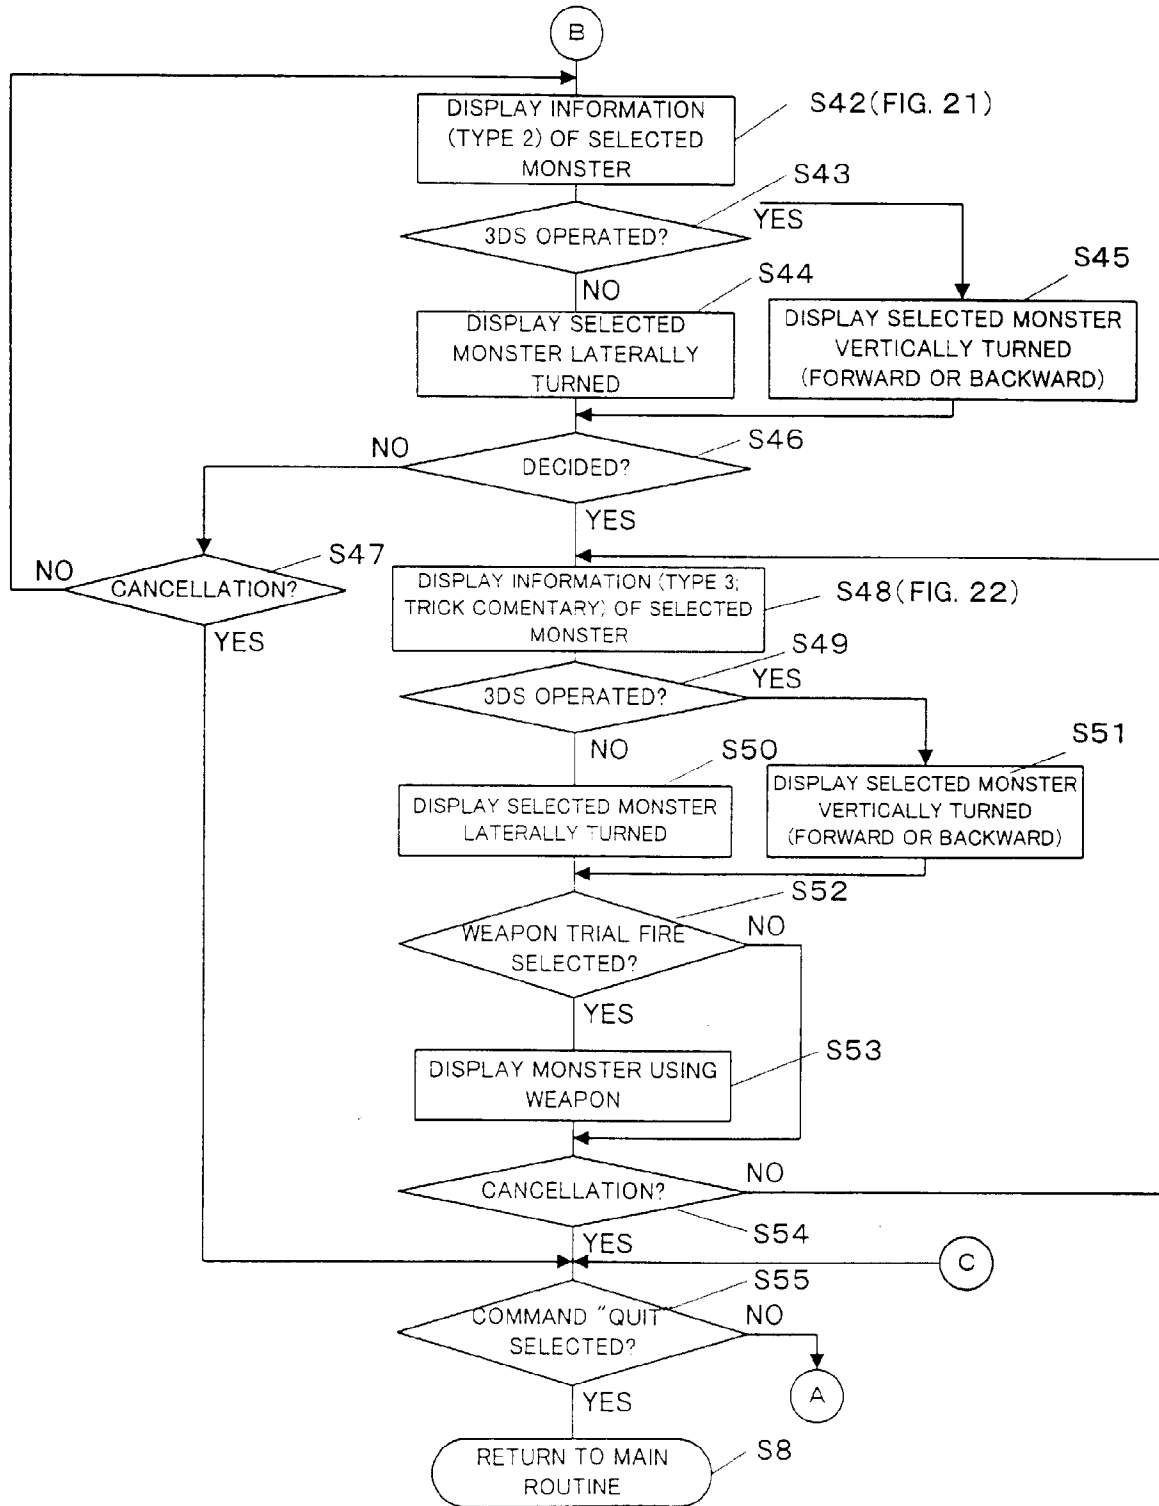 B
DISPLAY INFORMATION
(TYPE 2) OF SELECTED
MONSTER
S42(FIG. 21)
S43
3DS OPERATED?
YES
S44
NO
S45
DISPLAY SELECTED
MONSTER LATERALLY
TURNED
DISPLAY SELECTED MONSTER
VERTICALLY TURNED
(FORWARD OR BACKWARD)
S46
NO
DECIDED?
YES
S47
NO
CANCELLATION?
YES
DISPLAY INFORMATION (TYPE 3;
TRICK COMENTARY) OF SELECTED
MONSTER
S48(FIG. 22)
S49
3DS OPERATED?
YES
NO
S50
S51
DISPLAY SELECTED MONSTER
LATERALLY TURNED
DISPLAY SELECTED MONSTER
VERTICALLY TURNED
(FORWARD OR BACKWARD)
S52
WEAPON TRIAL FIRE
SELECTED?
NO
YES
S53
DISPLAY MONSTER USING
WEAPON
CANCELLATION?
NO
S54
YES
C
S55
COMMAND "QUIT"
SELECTED?
NO
A
YES
RETURN TO MAIN
ROUTINE
S8